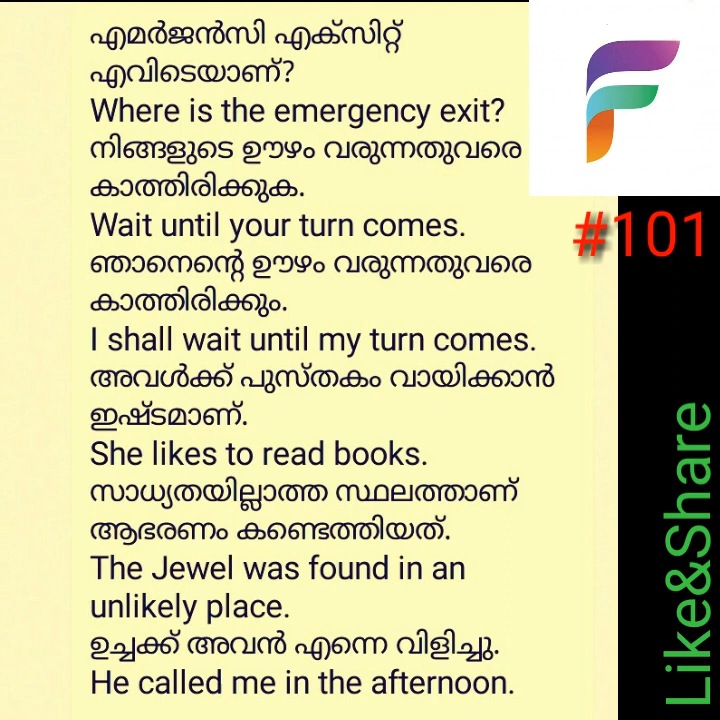 എമർജൻസി എക്സിറ്റ്
എവിടെയാണ്?
Where is the emergency exit?
നിങ്ങളുടെ ഊഴം വരുന്നതുവരെ
കാത്തിരിക്കുക.
Wait until your turn comes.
ഞാനെന്റെ ഊഴം വരുന്നതുവരെ
കാത്തിരിക്കും.
I shall wait until my turn comes.
അവൾക്ക് പുസ്തകം വായിക്കാൻ
ഇഷ്ടമാണ്.
She likes to read books.
സാധ്യതയില്ലാത്ത സ്ഥലത്താണ്
ആഭരണം കണ്ടെത്തിയത്.
The Jewel was found in an
unlikely place.
ഉച്ചക്ക് അവൻ എന്നെ വിളിച്ചു.
He called me in the afternoon.
#101
Like&Share